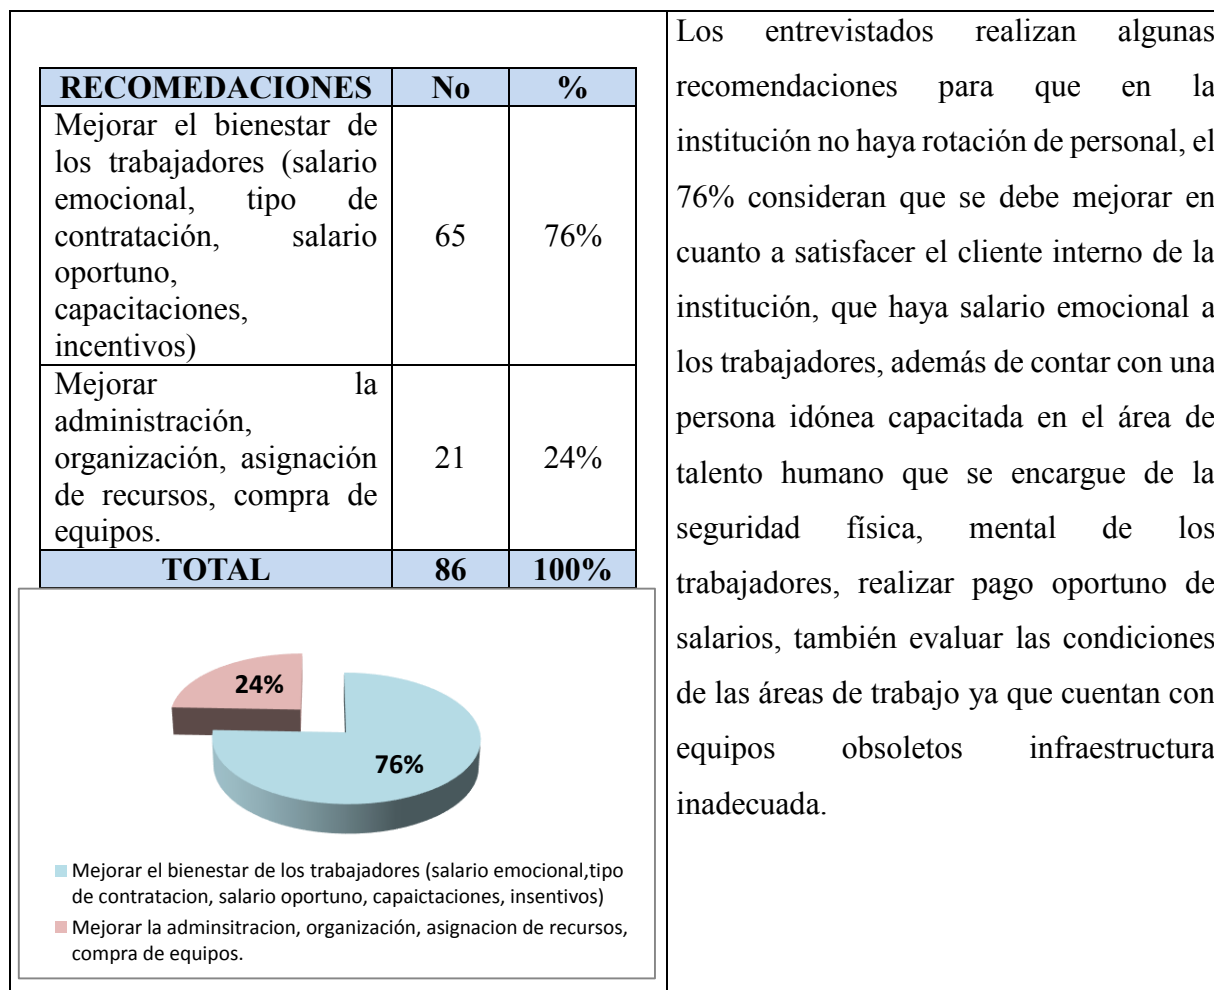 RECOMEDACIONES No %
Mejorar el bienestar de
los trabajadores (salario
emocional, tipo de
contratación, salario
oportuno,
capacitaciones,
incentivos)
65 76%
Mejorar la
administración,
organización, asignación
de recursos, compra de
equipos.
21 24%
TOTAL 86 100%
24%
76%
Mejorar el bienestar de los trabajadores (salario emocional,tipo
de contratacion, salario oportuno, capaictaciones, insentivos)
Mejorar la adminsitracion, organización, asignacion de recursos,
compra de equipos.
Los entrevistados realizan algunas
recomendaciones para que en la
institución no haya rotación de personal, el
76% consideran que se debe mejorar en
cuanto a satisfacer el cliente interno de la
institución, que haya salario emocional a
los trabajadores, además de contar con una
persona idónea capacitada en el área de
talento humano que se encargue de la
seguridad física, mental de los
trabajadores, realizar pago oportuno de
salarios, también evaluar las condiciones
de las áreas de trabajo ya que cuentan con
equipos obsoletos infraestructura
inadecuada.